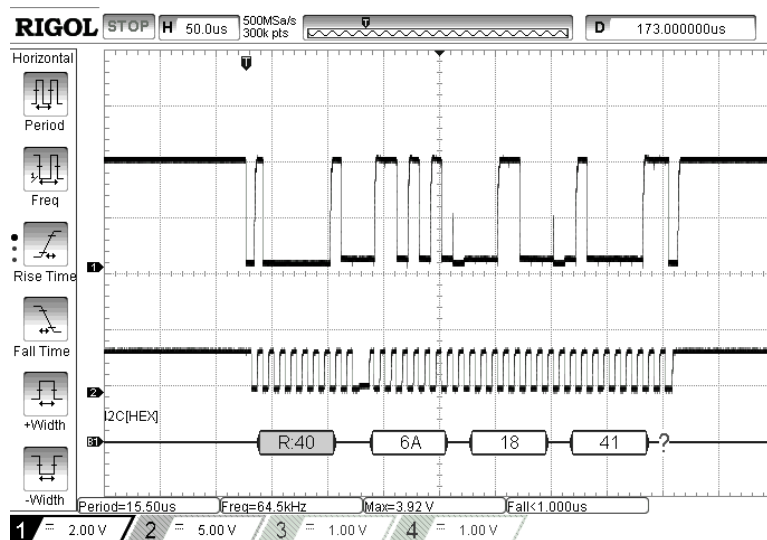 RIGOL STOP H 50.0us 500MSa/s 300k pts D 173.000000us
Horizontal
T
Period
Freq
Rise Time
Fall Time
+Width
-Width
1
2
I2C[HEX]
B1 R:40 6A 18 41 ?
Period=15.50us Freq=64.5kHz Max=3.92 V Fall<1.000us
1 = 2.00 V 2 = 5.00 V 3 = 1.00 V 4 = 1.00 V